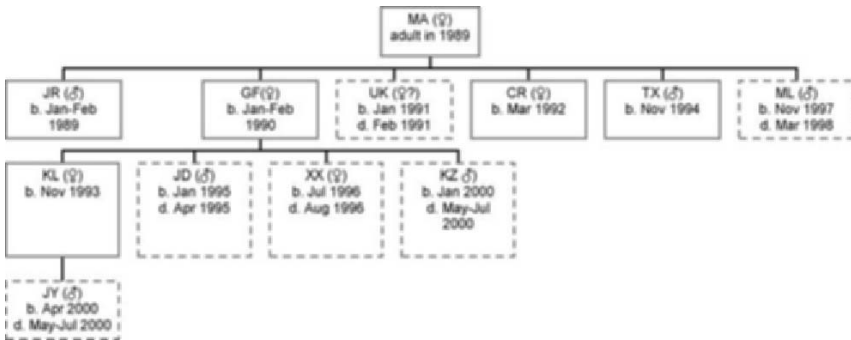 MA (♀)
adult in 1989
JR (♂)
b. Jan-Feb
1989
GF(♀)
b. Jan-Feb
1990
UK (♀?)
b. Jan 1991
d. Feb 1991
CR (♀)
b. Mar 1992
TX (♂)
b. Nov 1994
ML (♂)
b. Nov 1997
d. Mar 1998
KL (♀)
b. Nov 1993
JD (♂)
b. Jan 1995
d. Apr 1995
XX (♀)
b. Jul 1996
d. Aug 1996
KZ ♂)
b. Jan 2000
d. May-Jul
2000
JY (♂)
b. Apr 2000
d. May-Jul 2000